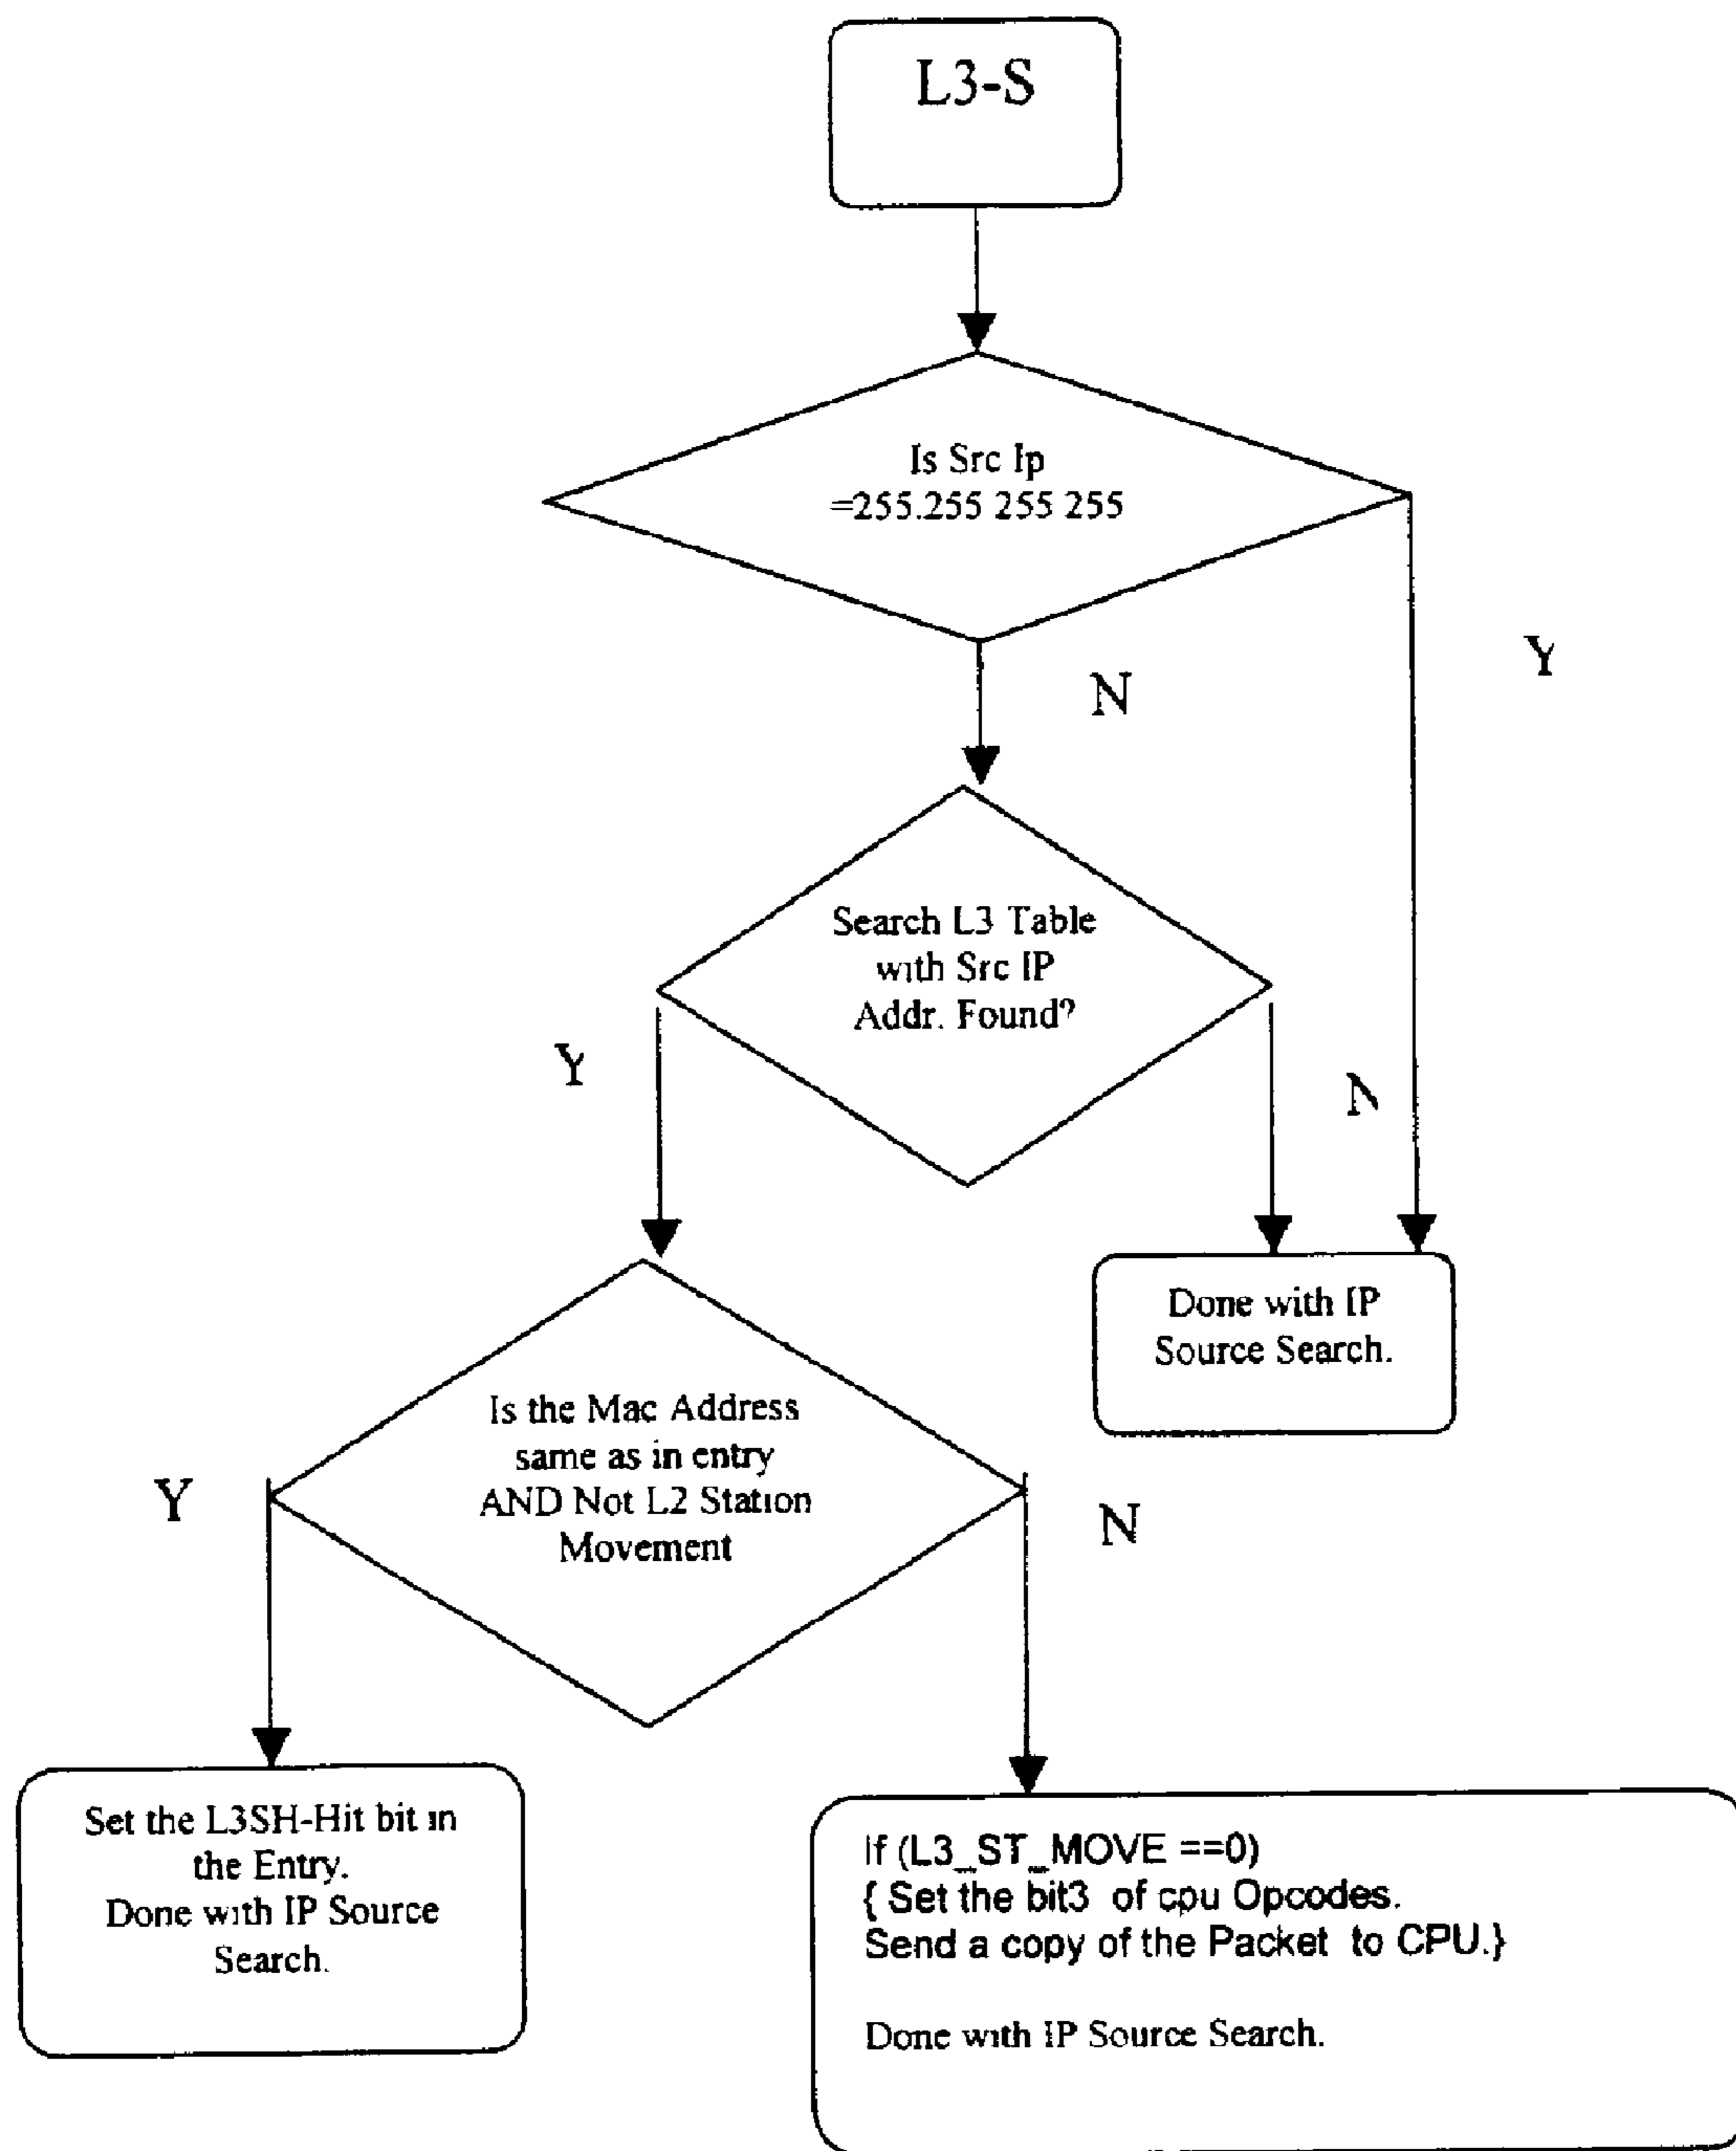 L3-S
Is Src Ip
=255.255 255 255
Y
N
Search L3 Table
with Src IP
Addr. Found?
Y
N
Done with IP
Source Search.
Is the Mac Address
same as in entry
AND Not L2 Station
Movement
Y
N
Set the L3SH-Hit bit in
the Entry.
Done with IP Source
Search.
If (L3_ST_MOVE ==0)
{ Set the bit3 of cpu Opcodes.
Send a copy of the Packet to CPU.}
Done with IP Source Search.